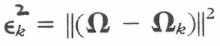 ϵ²ₖ = ||(Ω − Ωₖ)||²